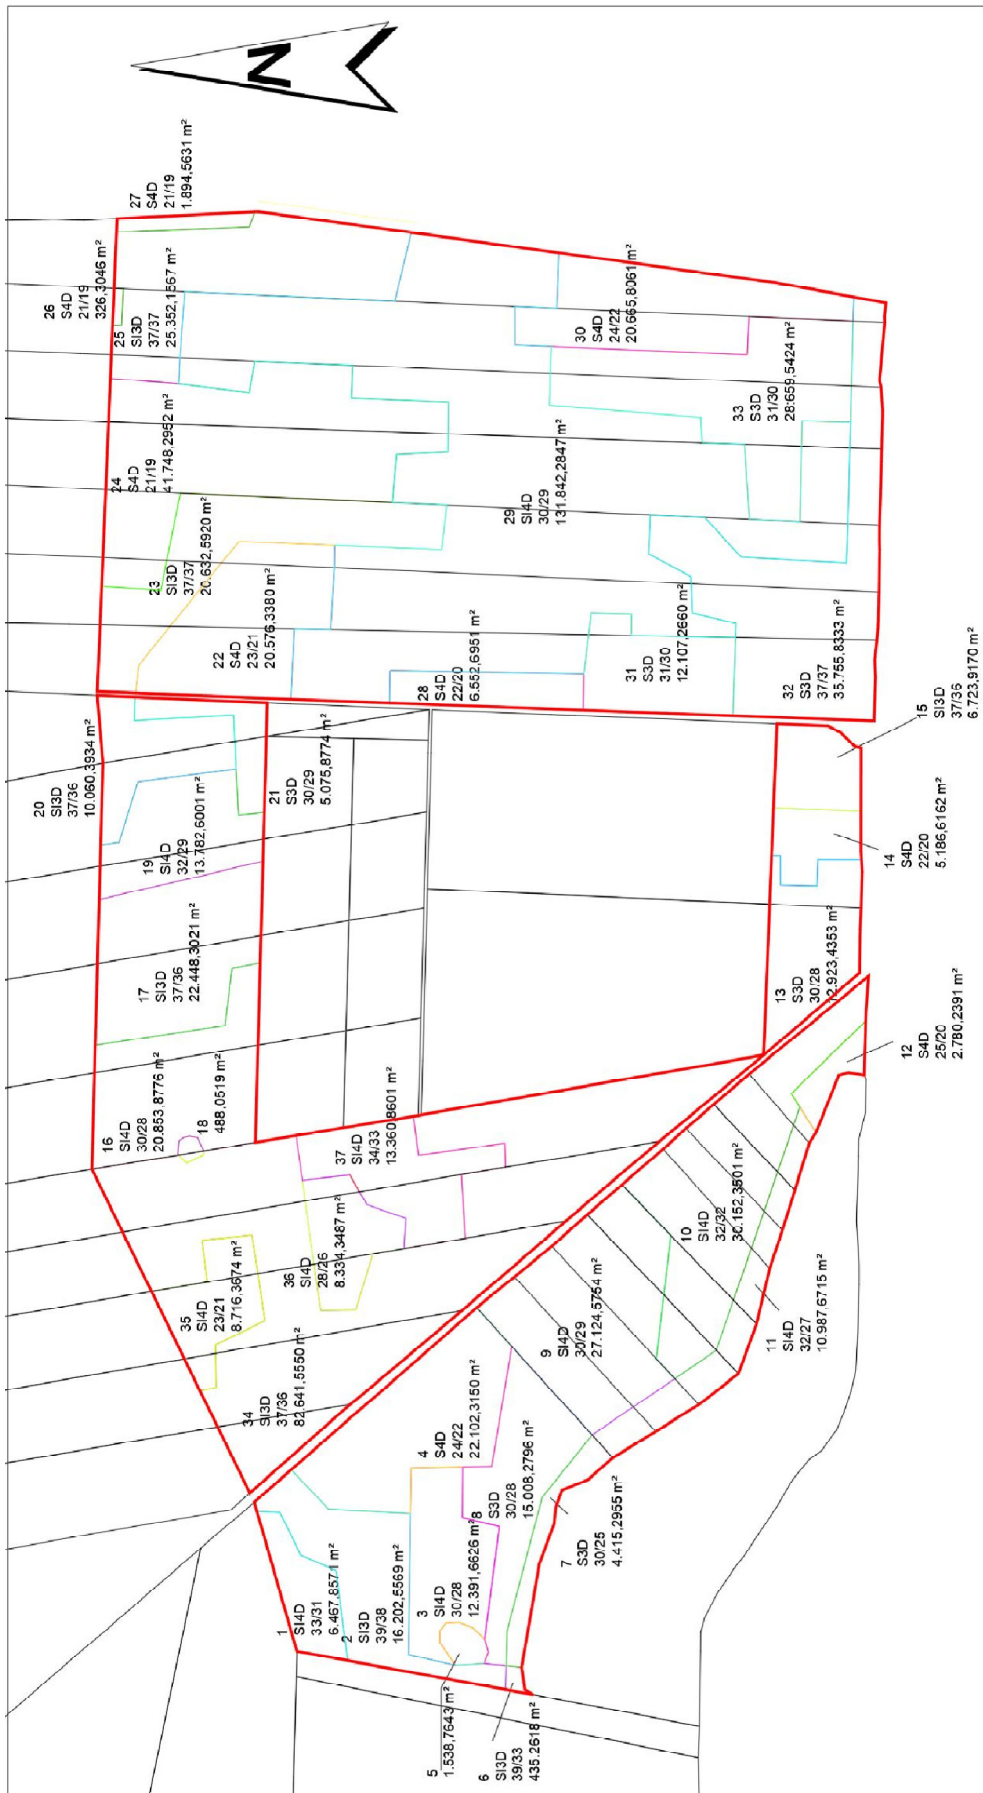 N
1
SI4D
33/31
6.467,8571 m²
2
SI3D
39/38
16.202,5569 m²
3
SI4D
30/28
12.391,6626 m²
4
S4D
24/22
22.102,3150 m²
5
1.538,7643 m²
6
SI3D
39/33
435.2618 m²
7
S3D
30/25
4.415,2955 m²
8
S3D
30/28
15.008,2796 m²
9
SI4D
30/29
27.124,5754 m²
10
SI4D
32/32
30.152,3501 m²
11
SI4D
32/27
10.987,6715 m²
12
S4D
25/20
2.780,2391 m²
13
S3D
30/28
12.923,4353 m²
14
S4D
22/20
5.186,6162 m²
15
SI3D
37/36
6.723,9170 m²
16
SI4D
30/28
20.853,8776 m²
17
SI3D
37/36
22.448,3021 m²
18
488,0519 m²
19
SI4D
32/29
13.782,6001 m²
20
SI3D
37/36
10.060,3934 m²
21
S3D
30/29
5.075,8774 m²
22
S4D
23/21
20.576,3380 m²
23
SI3D
37/37
20.632,5920 m²
24
S4D
21/19
41.748,2952 m²
25
SI3D
37/37
25.352,1567 m²
26
S4D
21/19
326,3046 m²
27
S4D
21/19
1.894,5631 m²
28
S4D
22/20
6.552,6951 m²
29
SI4D
30/29
131.842,2847 m²
30
S4D
24/22
20.665,8061 m²
31
S3D
31/30
12.107,2660 m²
32
S3D
37/37
35.755,8333 m²
33
S3D
31/30
28.659,5424 m²
34
SI3D
37/36
82.641,5550 m²
35
SI4D
23/21
8.716,3674 m²
36
SI4D
28/26
8.334,3487 m²
37
SI4D
34/33
13.360,8601 m²